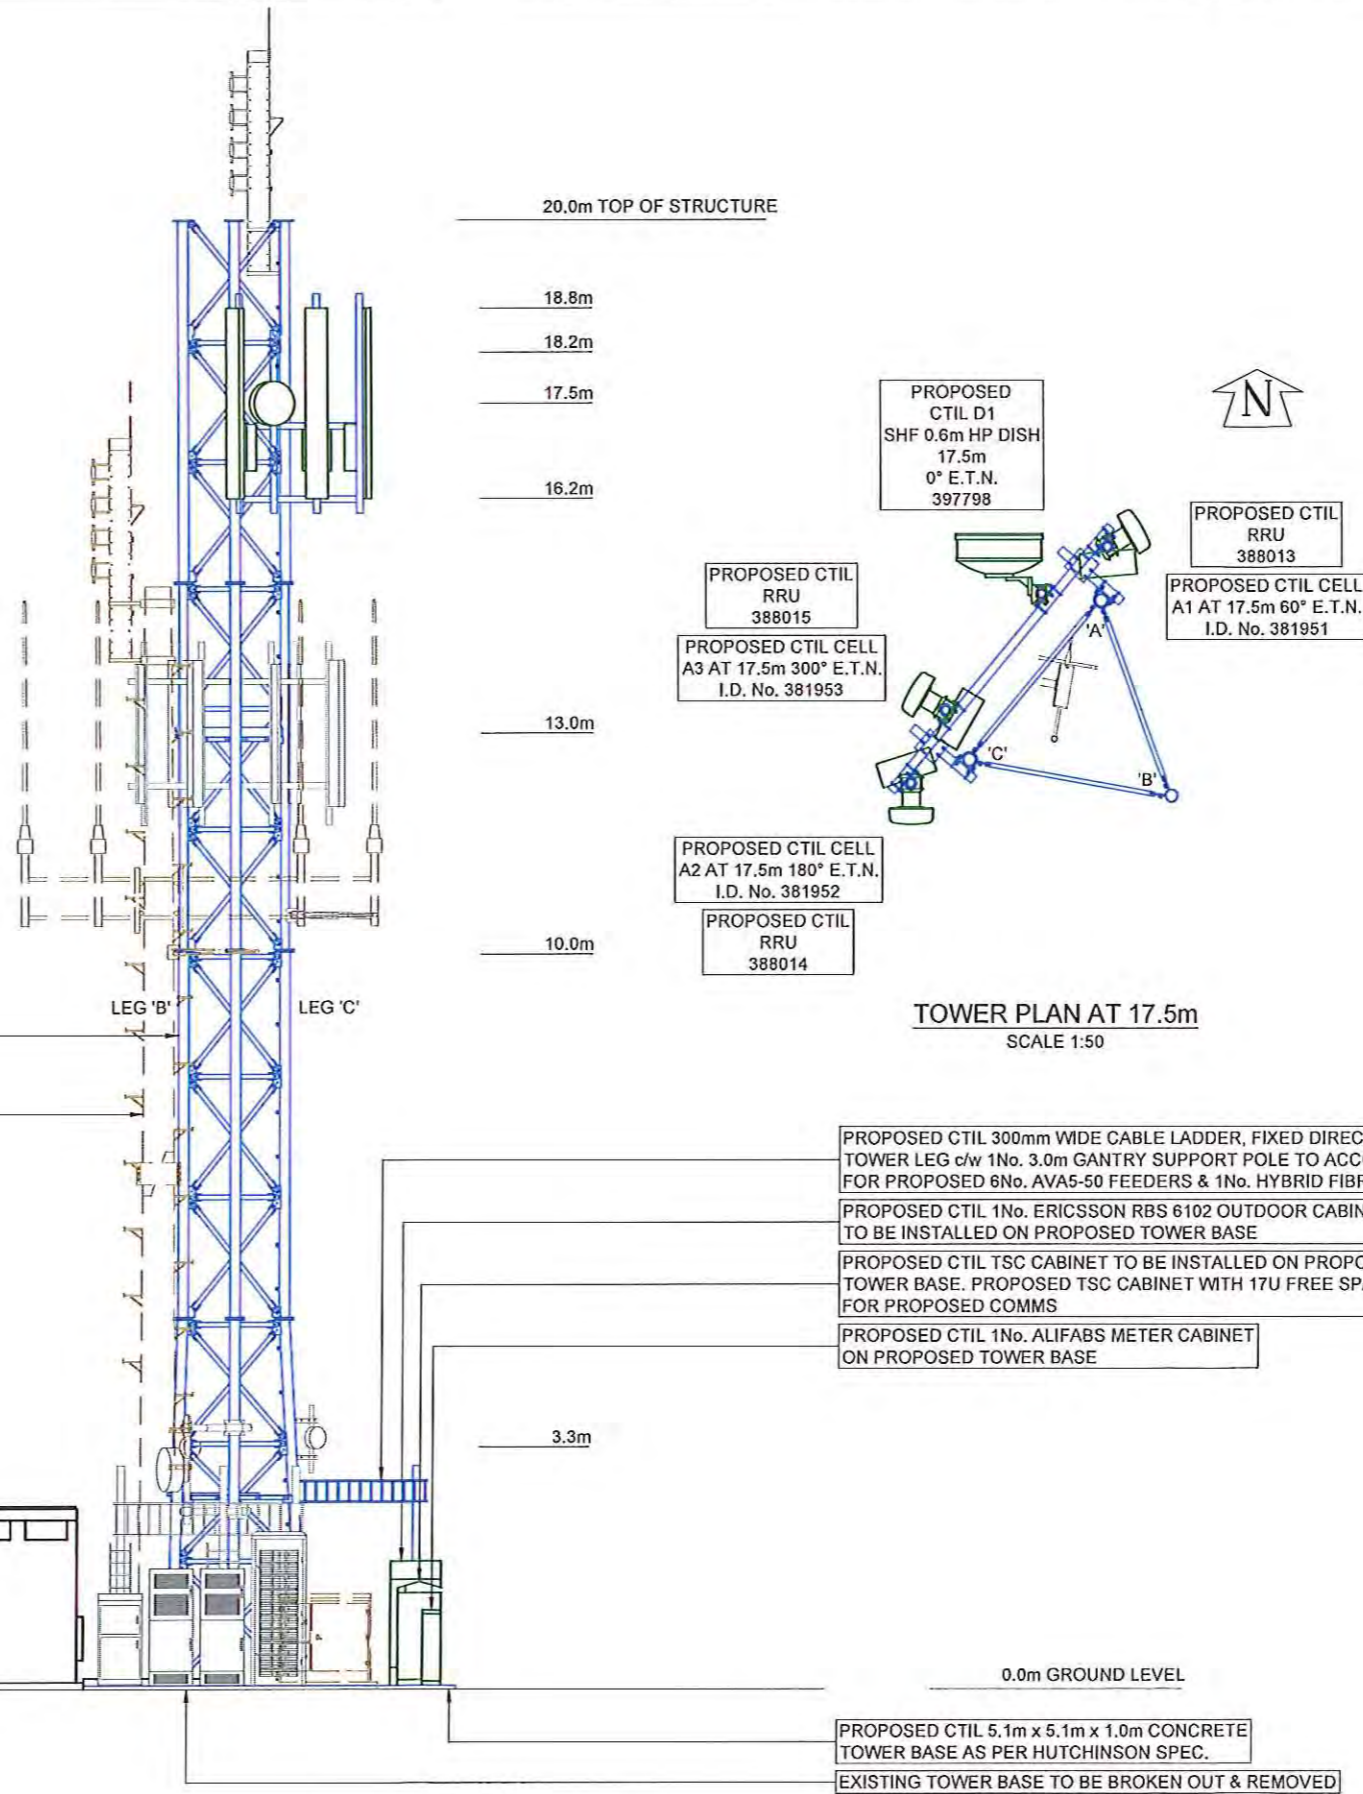 20.0m TOP OF STRUCTURE
18.8m
18.2m
17.5m
16.2m
13.0m
10.0m
LEG 'B'
LEG 'C'
3.3m
PROPOSED
CTIL D1
SHF 0.6m HP DISH
17.5m
0° E.T.N.
397798
N
PROPOSED CTIL
RRU
388013
PROPOSED CTIL CELL
A1 AT 17.5m 60° E.T.N.
I.D. No. 381951
PROPOSED CTIL
RRU
388015
PROPOSED CTIL CELL
A3 AT 17.5m 300° E.T.N.
I.D. No. 381953
'A'
'C'
'B'
PROPOSED CTIL CELL
A2 AT 17.5m 180° E.T.N.
I.D. No. 381952
PROPOSED CTIL
RRU
388014
TOWER PLAN AT 17.5m
SCALE 1:50
PROPOSED CTIL 300mm WIDE CABLE LADDER, FIXED DIREC
TOWER LEG c/w 1No. 3.0m GANTRY SUPPORT POLE TO ACC
FOR PROPOSED 6No. AVA5-50 FEEDERS & 1No. HYBRID FIBR
PROPOSED CTIL 1No. ERICSSON RBS 6102 OUTDOOR CABIN
TO BE INSTALLED ON PROPOSED TOWER BASE
PROPOSED CTIL TSC CABINET TO BE INSTALLED ON PROPO
TOWER BASE. PROPOSED TSC CABINET WITH 17U FREE SPA
FOR PROPOSED COMMS
PROPOSED CTIL 1No. ALIFABS METER CABINET
ON PROPOSED TOWER BASE
0.0m GROUND LEVEL
PROPOSED CTIL 5.1m x 5.1m x 1.0m CONCRETE
TOWER BASE AS PER HUTCHINSON SPEC.
EXISTING TOWER BASE TO BE BROKEN OUT & REMOVED